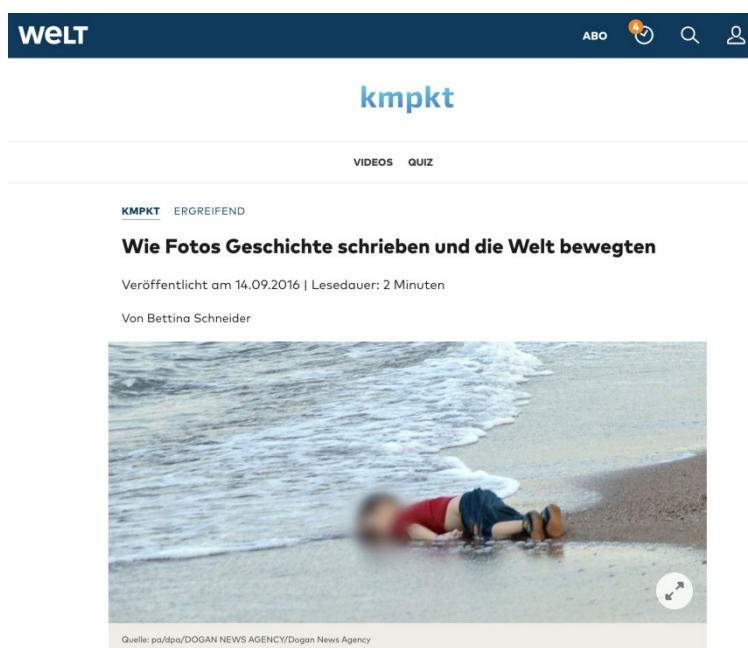 WELT
ABO 4
kmpkt
VIDEOS QUIZ
KMPKT ERGREIFEND
Wie Fotos Geschichte schrieben und die Welt bewegten
Veröffentlicht am 14.09.2016 | Lesedauer: 2 Minuten
Von Bettina Schneider
Quelle: pa/dpa/DOGAN NEWS AGENCY/Dogan News Agency